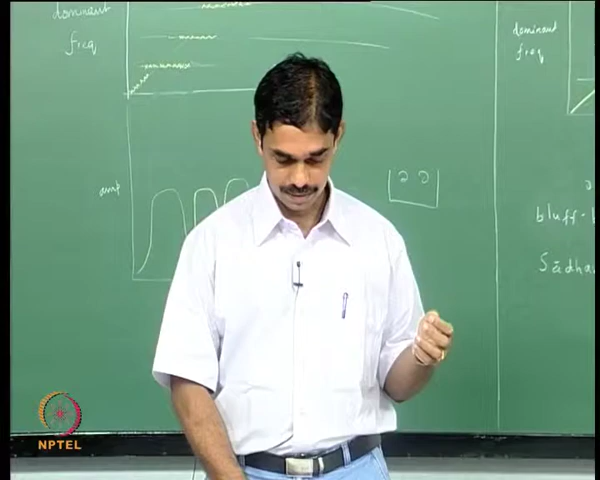 dominant
freq
amp
dominant
freq
bluff-b
Sādha
NPTEL